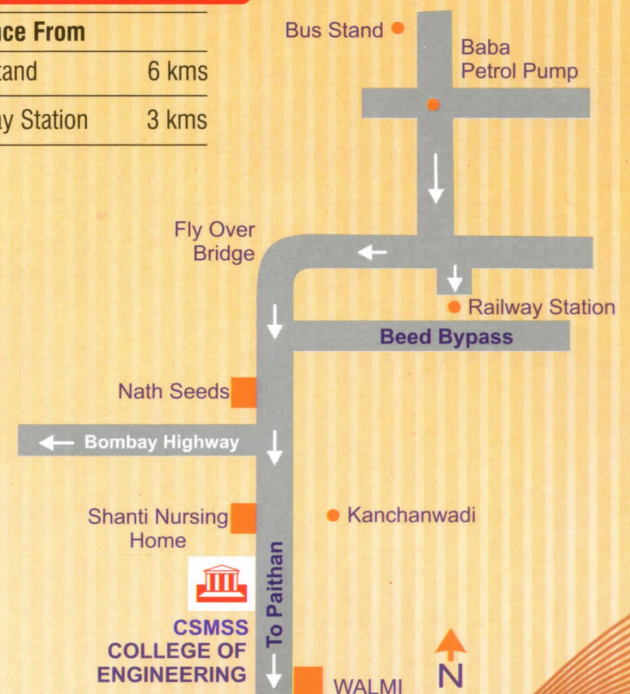 nce From
tand 6 kms
ay Station 3 kms
Bus Stand
Baba
Petrol Pump
Fly Over
Bridge
Railway Station
Beed Bypass
Nath Seeds
Bombay Highway
Shanti Nursing
Home
Kanchanwadi
To Paithan
CSMSS
COLLEGE OF
ENGINEERING
WALMI
N